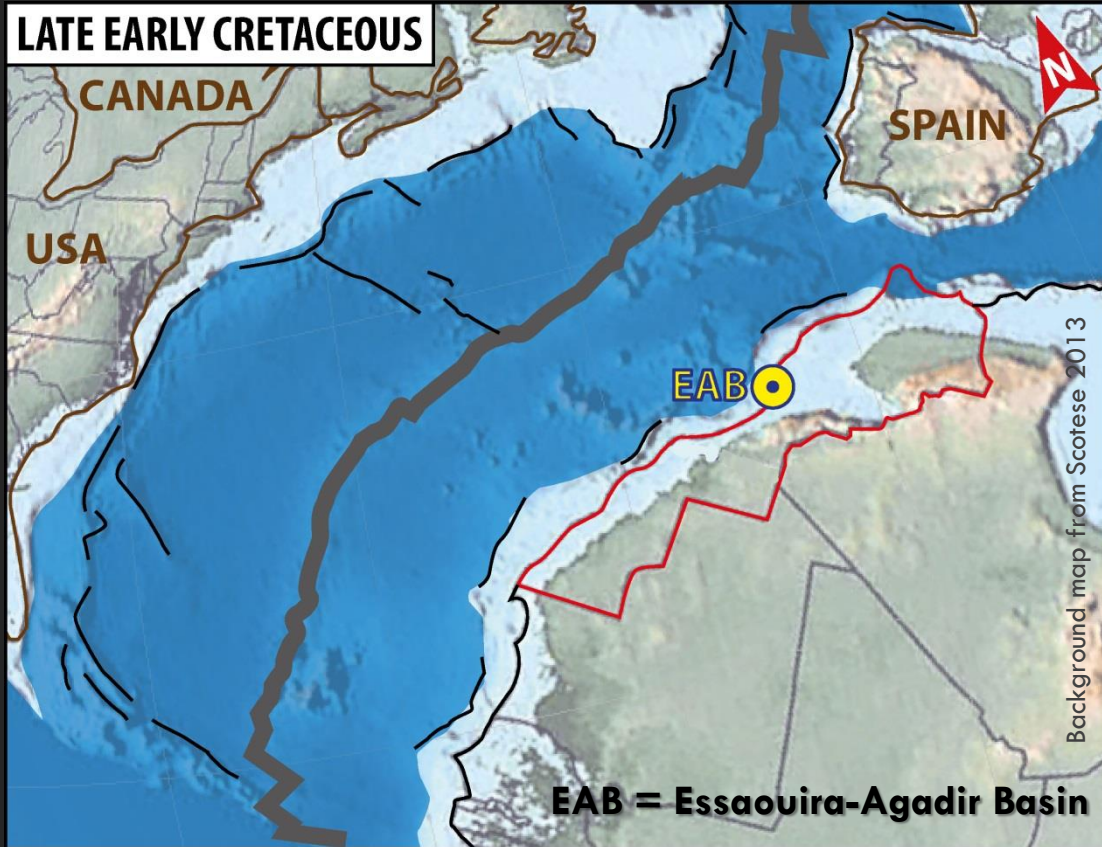 LATE EARLY CRETACEOUS
CANADA
SPAIN
N
USA
EAB
Background map from Scotese 2013
EAB = Essaouira-Agadir Basin